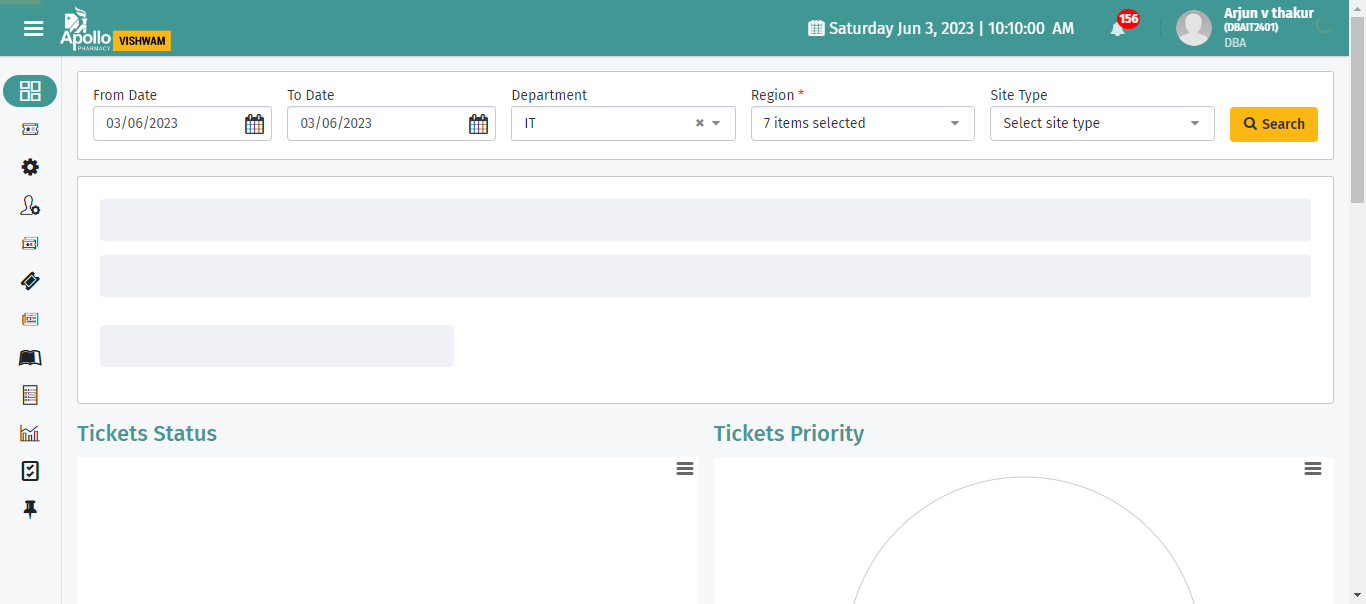 Apollo
PHARMACY
VISHWAM
Saturday Jun 3, 2023 | 10:10:00 AM
156
Arjun v thakur
(DBAIT2401)
DBA
From Date
To Date
Department
Region *
Site Type
03/06/2023
03/06/2023
IT
7 items selected
Select site type
Search
Tickets Status
Tickets Priority